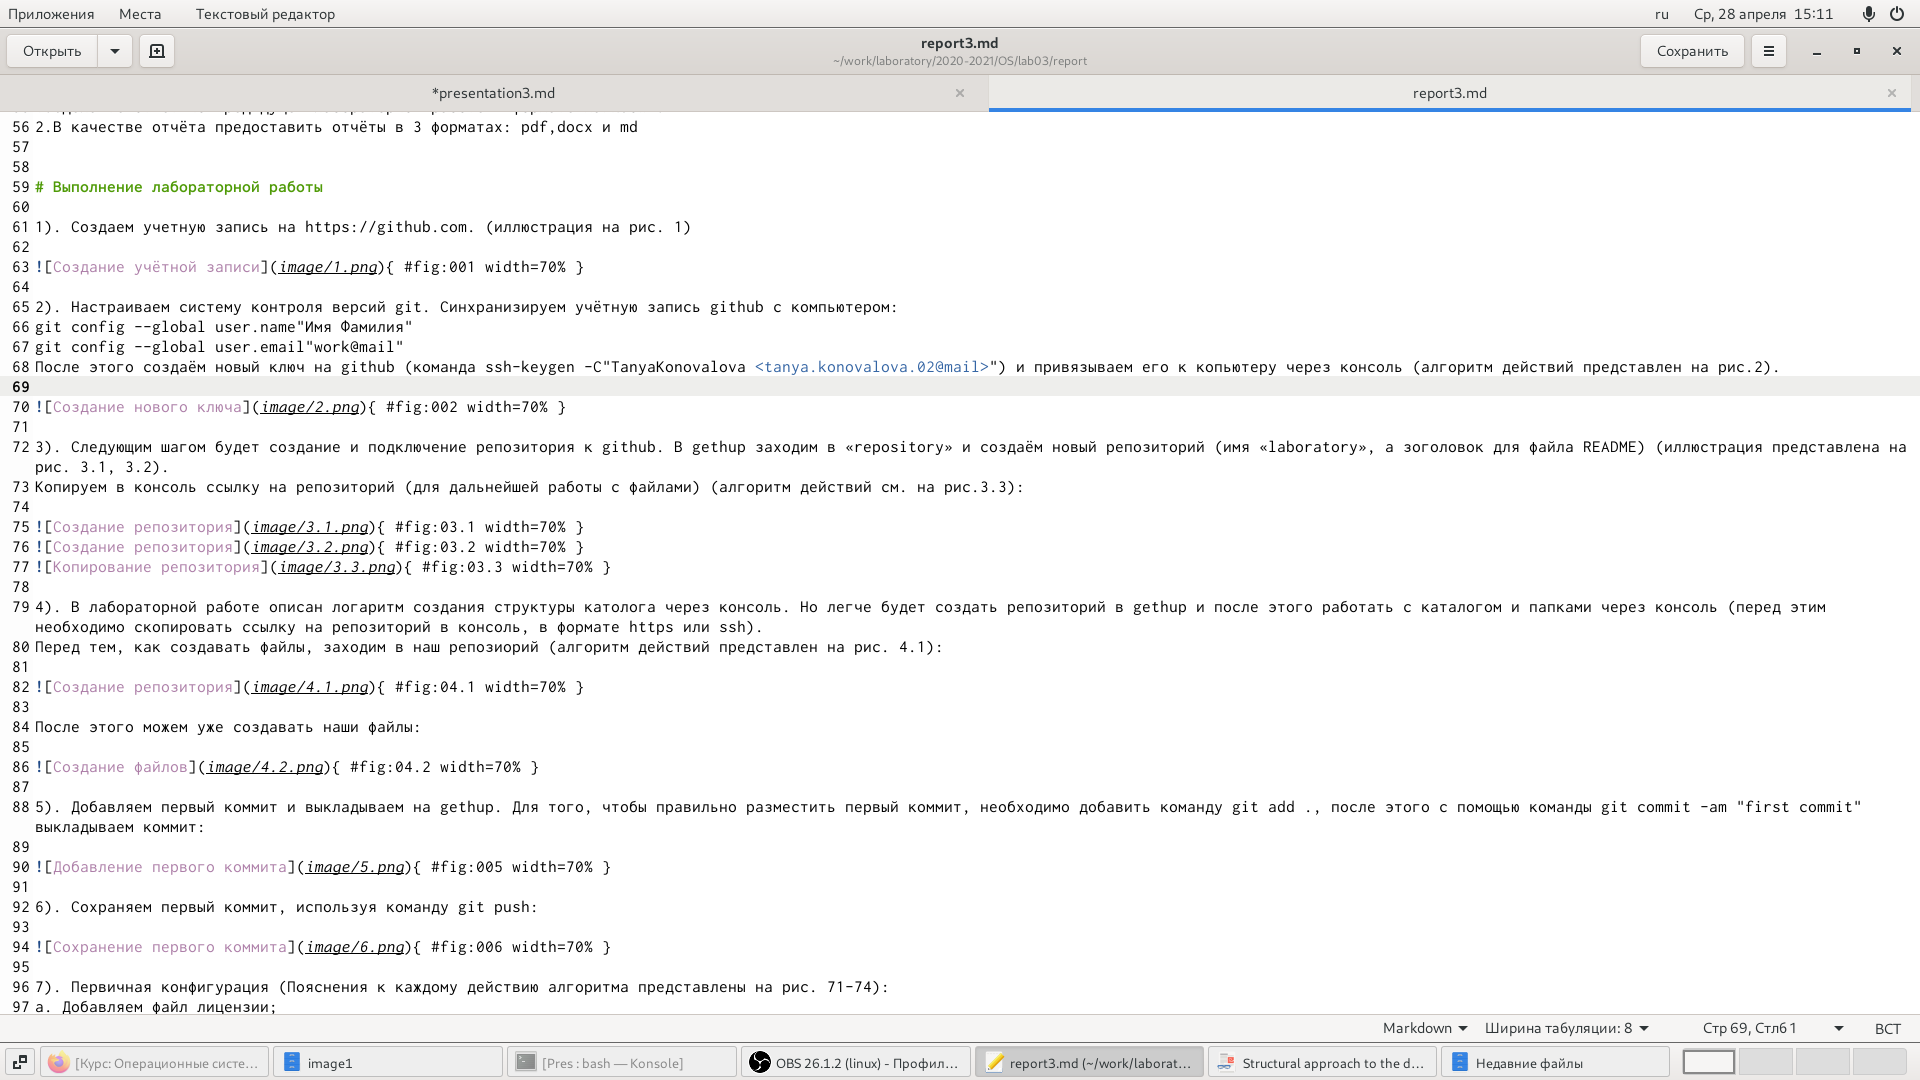 Приложения Места Текстовый редактор ru Ср, 28 апреля 15:11
Открыть report3.md Сохранить
~/work/laboratory/2020-2021/OS/lab03/report
*presentation3.md report3.md
56 2.В качестве отчёта предоставить отчёты в 3 форматах: pdf,docx и md
57
58
59 # Выполнение лабораторной работы
60
61 1). Создаем учетную запись на https://github.com. (иллюстрация на рис. 1)
62
63 ![Создание учётной записи](image/1.png){ #fig:001 width=70% }
64
65 2). Настраиваем систему контроля версий git. Синхранизируем учётную запись github с компьютером:
66 git config --global user.name"Имя Фамилия"
67 git config --global user.email"work@mail"
68 После этого создаём новый ключ на github (команда ssh-keygen -C"TanyaKonovalova <tanya.konovalova.02@mail>") и привязываем его к копьютеру через консоль (алгоритм действий представлен на рис.2).
69
70 ![Создание нового ключа](image/2.png){ #fig:002 width=70% }
71
72 3). Следующим шагом будет создание и подключение репозитория к github. В gethup заходим в «repository» и создаём новый репозиторий (имя «laboratory», а зоголовок для файла README) (иллюстрация представлена на
рис. 3.1, 3.2).
73 Копируем в консоль ссылку на репозиторий (для дальнейшей работы с файлами) (алгоритм действий см. на рис.3.3):
74
75 ![Создание репозитория](image/3.1.png){ #fig:03.1 width=70% }
76 ![Создание репозитория](image/3.2.png){ #fig:03.2 width=70% }
77 ![Копирование репозитория](image/3.3.png){ #fig:03.3 width=70% }
78
79 4). В лабораторной работе описан логаритм создания структуры католога через консоль. Но легче будет создать репозиторий в gethup и после этого работать с каталогом и папками через консоль (перед этим
необходимо скопировать ссылку на репозиторий в консоль, в формате https или ssh).
80 Перед тем, как создавать файлы, заходим в наш репозиорий (алгоритм действий представлен на рис. 4.1):
81
82 ![Создание репозитория](image/4.1.png){ #fig:04.1 width=70% }
83
84 После этого можем уже создавать наши файлы:
85
86 ![Создание файлов](image/4.2.png){ #fig:04.2 width=70% }
87
88 5). Добавляем первый коммит и выкладываем на gethup. Для того, чтобы правильно разместить первый коммит, необходимо добавить команду git add ., после этого с помощью команды git commit -am "first commit"
выкладываем коммит:
89
90 ![Добавление первого коммита](image/5.png){ #fig:005 width=70% }
91
92 6). Сохраняем первый коммит, используя команду git push:
93
94 ![Сохранение первого коммита](image/6.png){ #fig:006 width=70% }
95
96 7). Первичная конфигурация (Пояснения к каждому действию алгоритма представлены на рис. 71-74):
97 а. Добавляем файл лицензии;
Markdown Ширина табуляции: 8 Стр 69, Стлб 1 ВСТ
[Курс: Операционные систе… image1 [Pres : bash — Konsole] OBS 26.1.2 (linux) - Профил… report3.md (~/work/laborat… Structural approach to the d… Недавние файлы